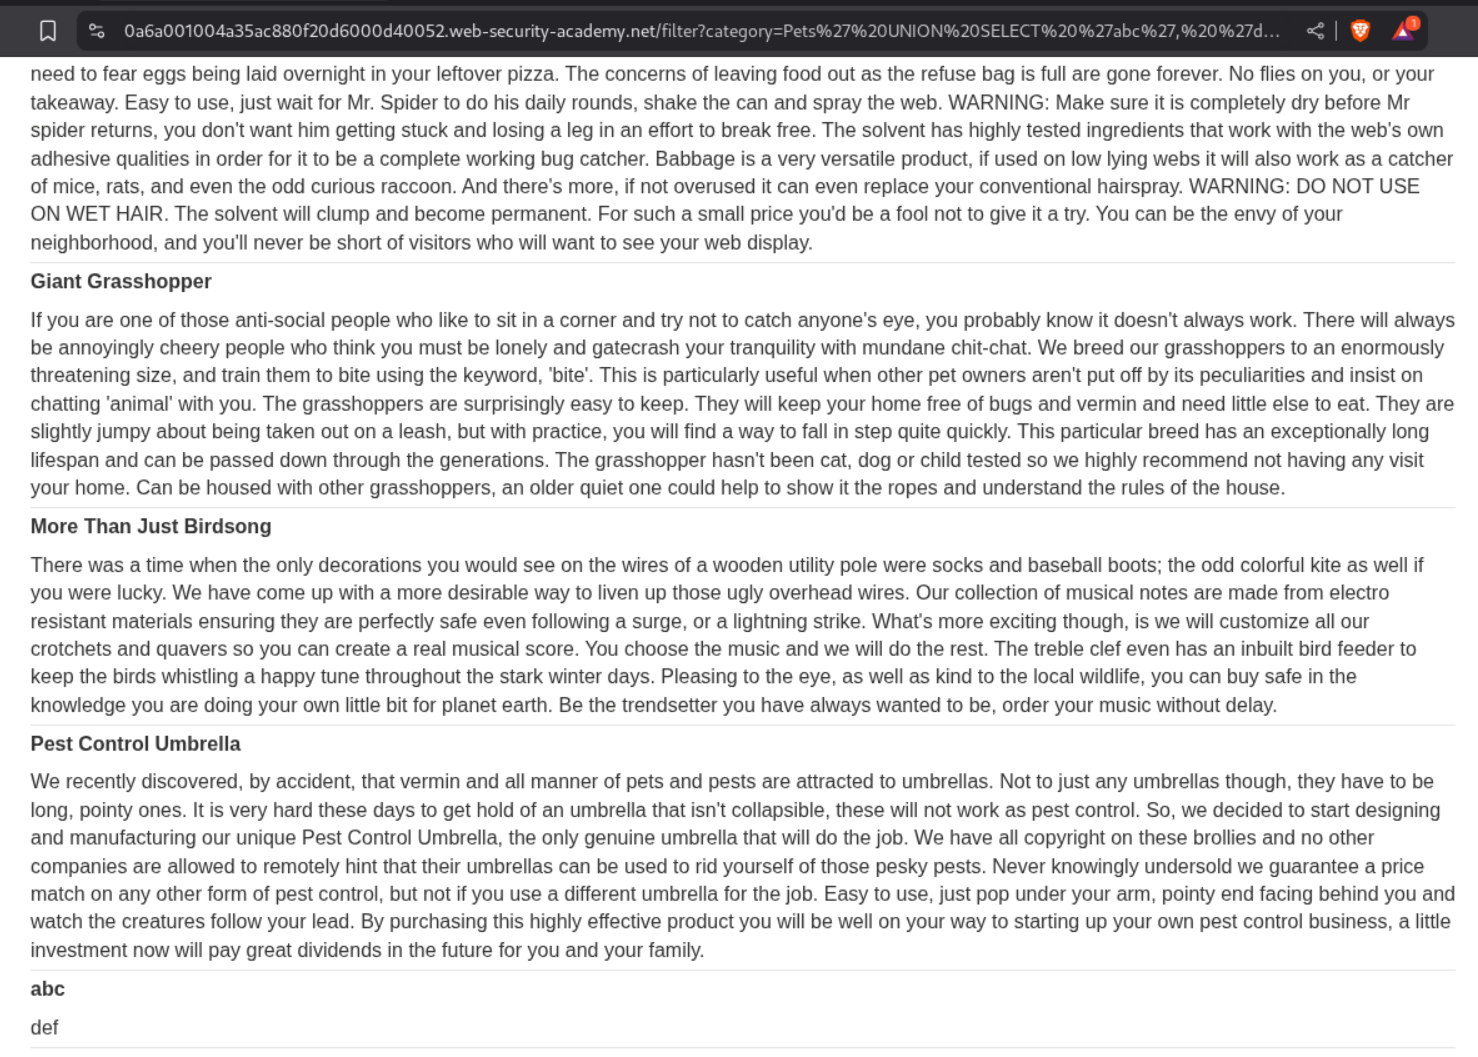 0a6a001004a35ac880f20d6000d40052.web-security-academy.net/filter?category=Pets%27%20UNION%20SELECT%20%27abc%27,%20%27d...
1
need to fear eggs being laid overnight in your leftover pizza. The concerns of leaving food out as the refuse bag is full are gone forever. No flies on you, or your
takeaway. Easy to use, just wait for Mr. Spider to do his daily rounds, shake the can and spray the web. WARNING: Make sure it is completely dry before Mr
spider returns, you don't want him getting stuck and losing a leg in an effort to break free. The solvent has highly tested ingredients that work with the web's own
adhesive qualities in order for it to be a complete working bug catcher. Babbage is a very versatile product, if used on low lying webs it will also work as a catcher
of mice, rats, and even the odd curious raccoon. And there's more, if not overused it can even replace your conventional hairspray. WARNING: DO NOT USE
ON WET HAIR. The solvent will clump and become permanent. For such a small price you'd be a fool not to give it a try. You can be the envy of your
neighborhood, and you'll never be short of visitors who will want to see your web display.
Giant Grasshopper
If you are one of those anti-social people who like to sit in a corner and try not to catch anyone's eye, you probably know it doesn't always work. There will always
be annoyingly cheery people who think you must be lonely and gatecrash your tranquility with mundane chit-chat. We breed our grasshoppers to an enormously
threatening size, and train them to bite using the keyword, 'bite'. This is particularly useful when other pet owners aren't put off by its peculiarities and insist on
chatting 'animal' with you. The grasshoppers are surprisingly easy to keep. They will keep your home free of bugs and vermin and need little else to eat. They are
slightly jumpy about being taken out on a leash, but with practice, you will find a way to fall in step quite quickly. This particular breed has an exceptionally long
lifespan and can be passed down through the generations. The grasshopper hasn't been cat, dog or child tested so we highly recommend not having any visit
your home. Can be housed with other grasshoppers, an older quiet one could help to show it the ropes and understand the rules of the house.
More Than Just Birdsong
There was a time when the only decorations you would see on the wires of a wooden utility pole were socks and baseball boots; the odd colorful kite as well if
you were lucky. We have come up with a more desirable way to liven up those ugly overhead wires. Our collection of musical notes are made from electro
resistant materials ensuring they are perfectly safe even following a surge, or a lightning strike. What's more exciting though, is we will customize all our
crotchets and quavers so you can create a real musical score. You choose the music and we will do the rest. The treble clef even has an inbuilt bird feeder to
keep the birds whistling a happy tune throughout the stark winter days. Pleasing to the eye, as well as kind to the local wildlife, you can buy safe in the
knowledge you are doing your own little bit for planet earth. Be the trendsetter you have always wanted to be, order your music without delay.
Pest Control Umbrella
We recently discovered, by accident, that vermin and all manner of pets and pests are attracted to umbrellas. Not to just any umbrellas though, they have to be
long, pointy ones. It is very hard these days to get hold of an umbrella that isn't collapsible, these will not work as pest control. So, we decided to start designing
and manufacturing our unique Pest Control Umbrella, the only genuine umbrella that will do the job. We have all copyright on these brollies and no other
companies are allowed to remotely hint that their umbrellas can be used to rid yourself of those pesky pests. Never knowingly undersold we guarantee a price
match on any other form of pest control, but not if you use a different umbrella for the job. Easy to use, just pop under your arm, pointy end facing behind you and
watch the creatures follow your lead. By purchasing this highly effective product you will be well on your way to starting up your own pest control business, a little
investment now will pay great dividends in the future for you and your family.
abc
def